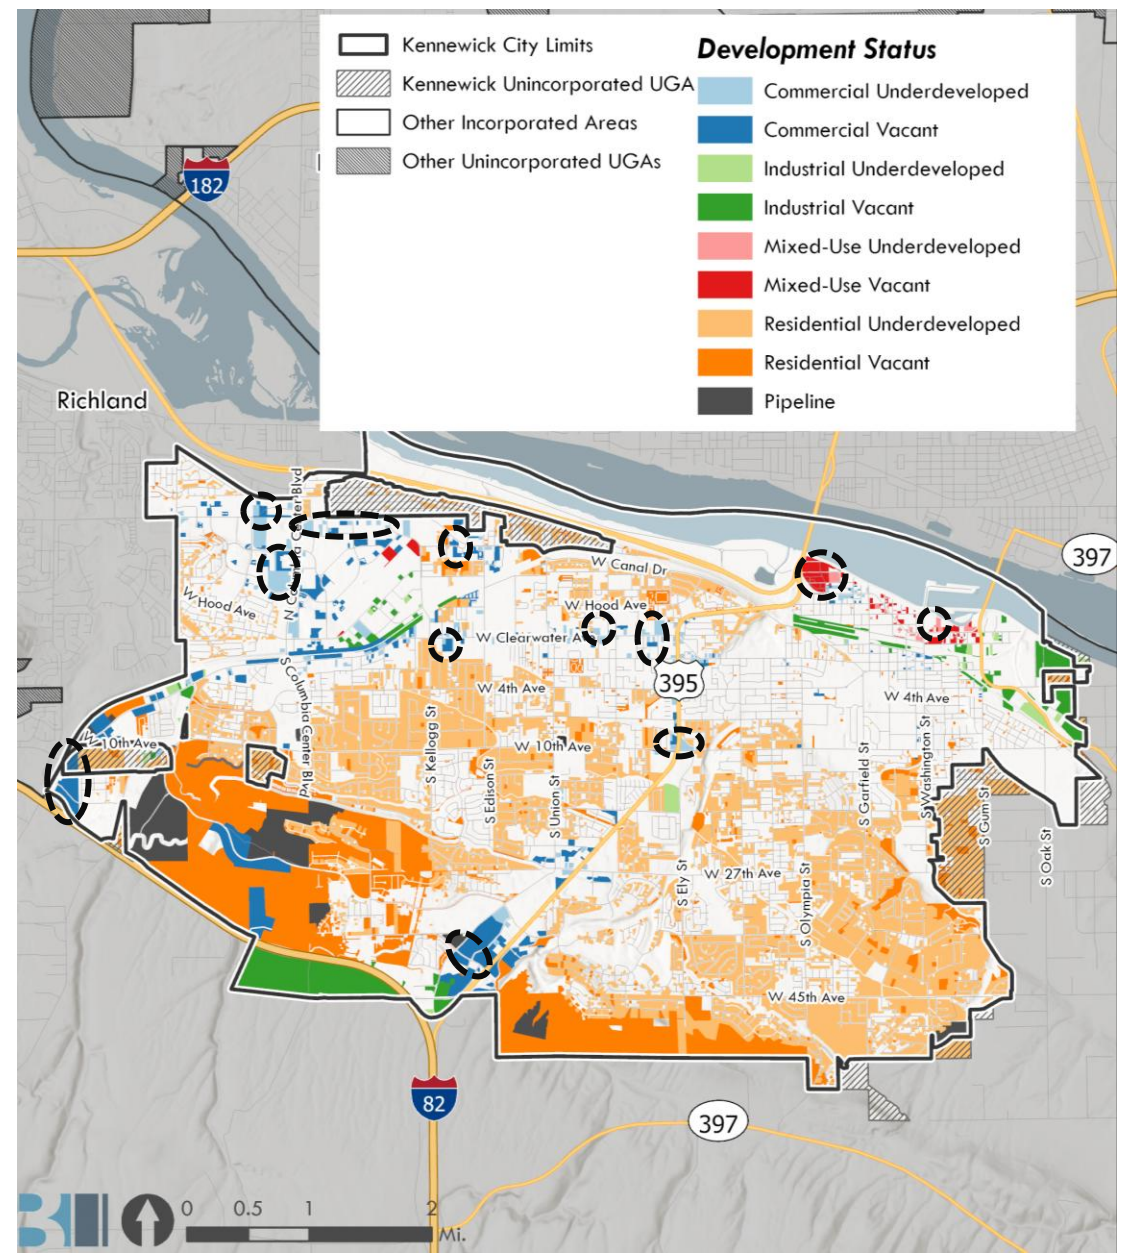 Kennewick City Limits
Kennewick Unincorporated UGA
Other Incorporated Areas
Other Unincorporated UGAs
Development Status
Commercial Underdeveloped
Commercial Vacant
Industrial Underdeveloped
Industrial Vacant
Mixed-Use Underdeveloped
Mixed-Use Vacant
Residential Underdeveloped
Residential Vacant
Pipeline
182
Richland
N Columbia Center Blvd
397
W Canal Dr
W Hood Ave
W Hood Ave
W Clearwater A
395
S Columbia Center Blvd
W 4th Ave
W 4th Ave
W 10th Ave
W 10th Ave
S Kellogg St
S Edison St
S Union St
S Garfield St
S Washington St
S Gum St
S Oak St
S Ely St
W 27th Ave
S Olympia St
W 45th Ave
82
397
0 0.5 1 2
Mi.